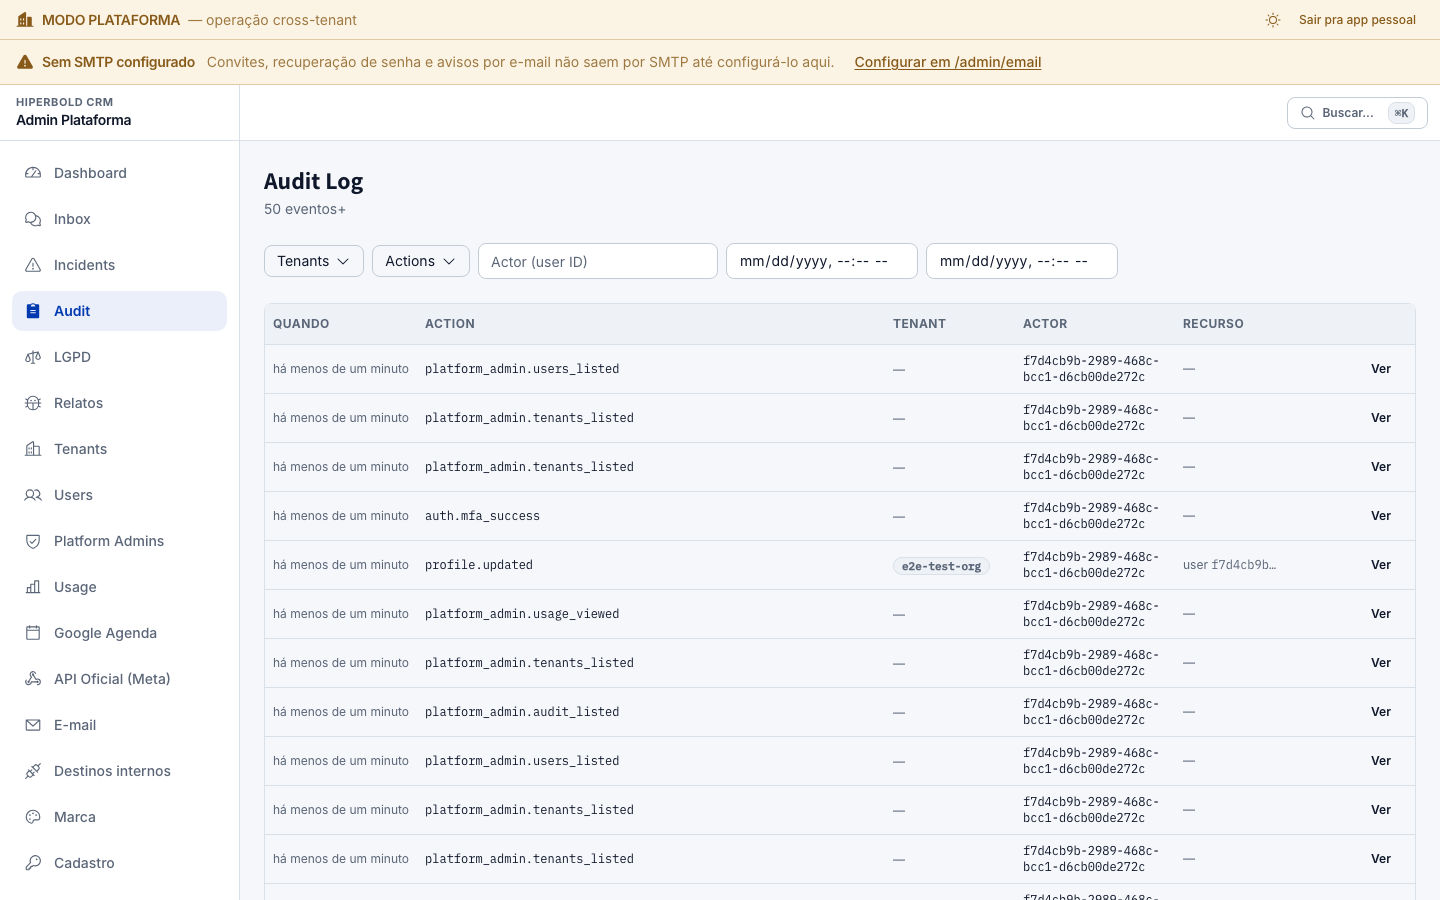 MODO PLATAFORMA — operação cross-tenant
Sair pra app pessoal
Sem SMTP configurado Convites, recuperação de senha e avisos por e-mail não saem por SMTP até configurá-lo aqui. Configurar em /admin/email
HIPERBOLD CRM
Admin Plataforma
Buscar... ⌘K
Dashboard
Inbox
Incidents
Audit
LGPD
Relatos
Tenants
Users
Platform Admins
Usage
Google Agenda
API Oficial (Meta)
E-mail
Destinos internos
Marca
Cadastro
Audit Log
50 eventos+
Tenants Actions Actor (user ID) mm/dd/yyyy, --:-- -- mm/dd/yyyy, --:-- --
QUANDO ACTION TENANT ACTOR RECURSO
há menos de um minuto platform_admin.users_listed — f7d4cb9b-2989-468c-
bcc1-d6cb00de272c — Ver
há menos de um minuto platform_admin.tenants_listed — f7d4cb9b-2989-468c-
bcc1-d6cb00de272c — Ver
há menos de um minuto platform_admin.tenants_listed — f7d4cb9b-2989-468c-
bcc1-d6cb00de272c — Ver
há menos de um minuto auth.mfa_success — f7d4cb9b-2989-468c-
bcc1-d6cb00de272c — Ver
há menos de um minuto profile.updated e2e-test-org f7d4cb9b-2989-468c-
bcc1-d6cb00de272c user f7d4cb9b… Ver
há menos de um minuto platform_admin.usage_viewed — f7d4cb9b-2989-468c-
bcc1-d6cb00de272c — Ver
há menos de um minuto platform_admin.tenants_listed — f7d4cb9b-2989-468c-
bcc1-d6cb00de272c — Ver
há menos de um minuto platform_admin.audit_listed — f7d4cb9b-2989-468c-
bcc1-d6cb00de272c — Ver
há menos de um minuto platform_admin.users_listed — f7d4cb9b-2989-468c-
bcc1-d6cb00de272c — Ver
há menos de um minuto platform_admin.tenants_listed — f7d4cb9b-2989-468c-
bcc1-d6cb00de272c — Ver
há menos de um minuto platform_admin.tenants_listed — f7d4cb9b-2989-468c-
bcc1-d6cb00de272c — Ver